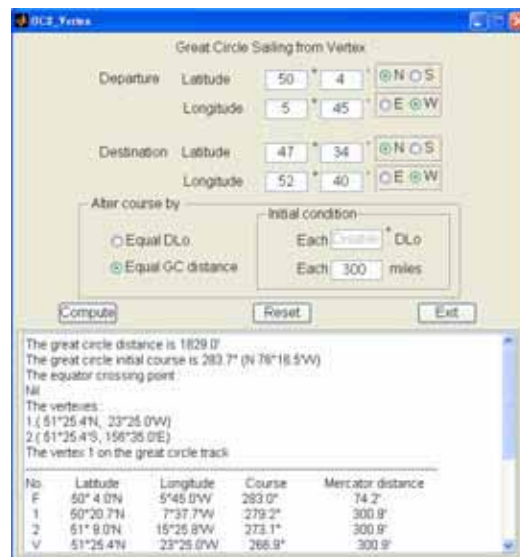 GCS_Vertex
Great Circle Sailing from Vertex
Departure Latitude 50 ° 4 ' N S
Longitude 5 ° 45 ' E W
Destination Latitude 47 ° 34 ' N S
Longitude 52 ° 40 ' E W
Alter course by
Initial condition
Equal DLo
Each ° DLo
Equal GC distance
Each 300 miles
Compute Reset Exit
The great circle distance is 1829.0'
The great circle initial course is 283.7° (N 76°16.5'W)
The equator crossing point :
Nil
The vertexes :
1.( 51°25.4'N, 23°25.0'W)
2.( 51°25.4'S, 156°35.0'E)
The vertex 1 on the great circle track
No. Latitude Longitude Course Mercator distance
F 50° 4.0'N 5°45.0'W 283.0° 74.2'
1 50°20.7'N 7°37.7'W 279.2° 300.9'
2 51° 9.0'N 15°25.8'W 273.1° 300.9'
V 51°25.4'N 23°25.0'W 266.9° 300.9'